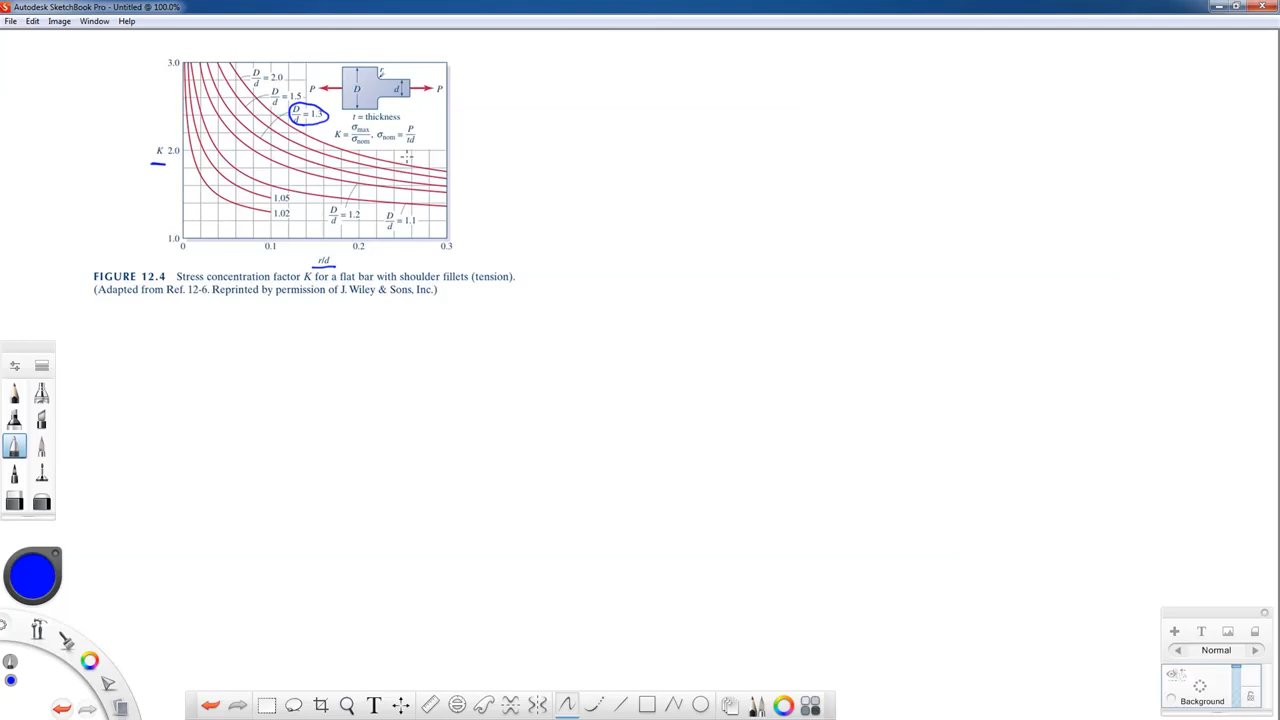 Autodesk SketchBook Pro - Untitled @ 100.0%
File Edit Image Window Help
3.0
D/d = 2.0
D/d = 1.5
D/d = 1.3
r
P D d P
t = thickness
K = σmax/σnom, σnom = P/td
K 2.0
1.05
1.02
D/d = 1.2
D/d = 1.1
1.0
0 0.1 0.2 0.3
r/d
FIGURE 12.4 Stress concentration factor K for a flat bar with shoulder fillets (tension).
(Adapted from Ref. 12-6. Reprinted by permission of J. Wiley & Sons, Inc.)
Normal
Background
T
T